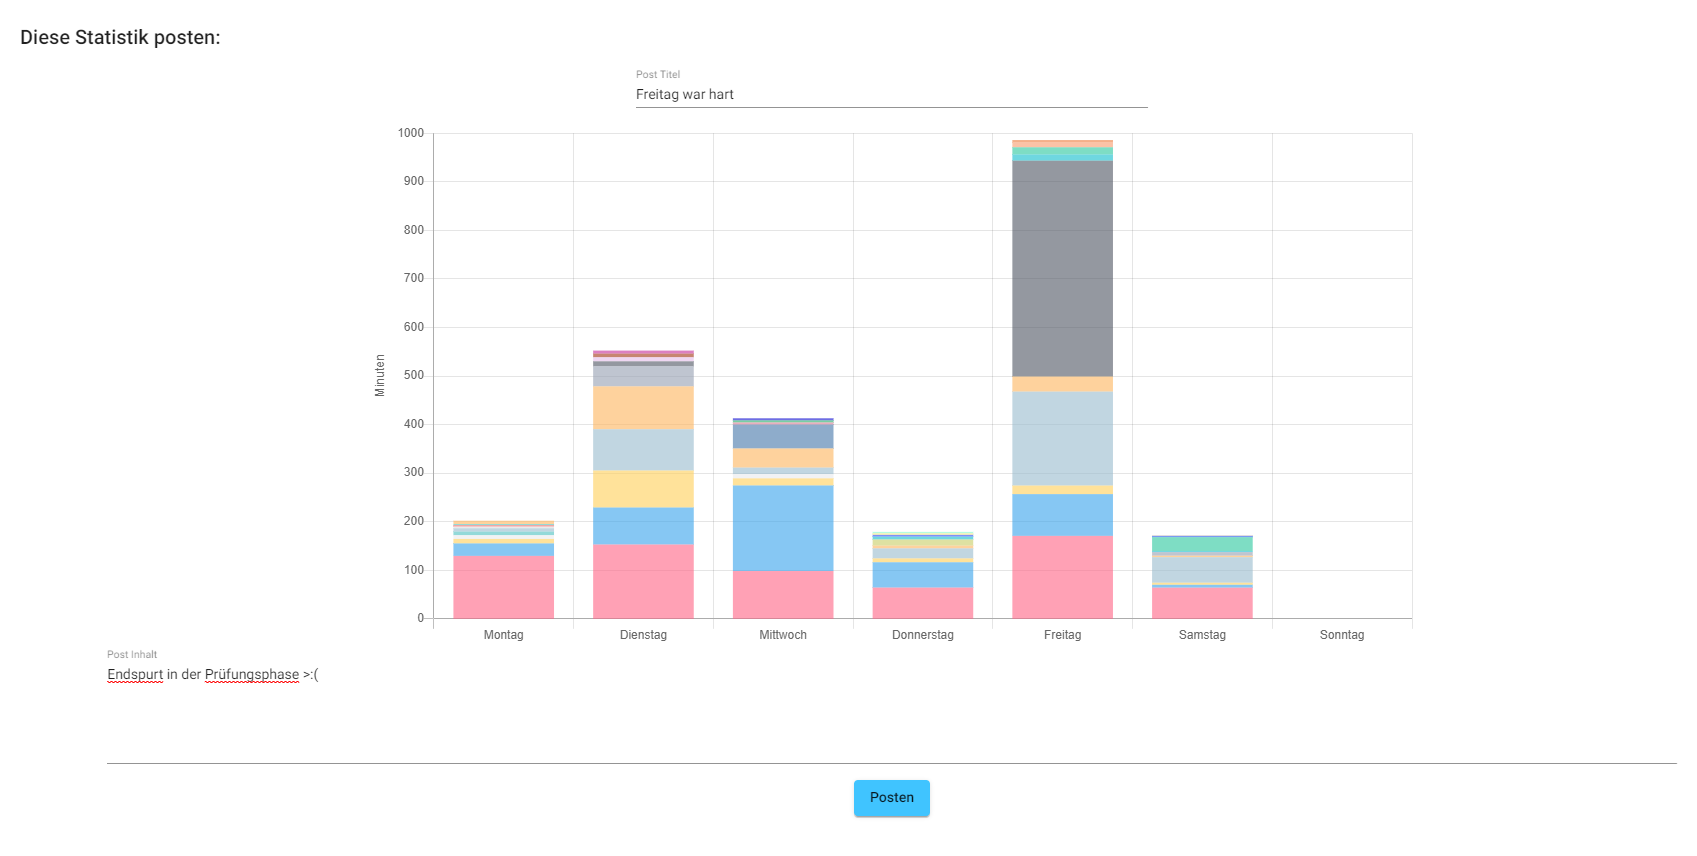 Diese Statistik posten:
Post Titel
Freitag war hart
1000
900
800
700
600
500
400
300
200
100
0
Minuten
Montag Dienstag Mittwoch Donnerstag Freitag Samstag Sonntag
Post Inhalt
Endspurt in der Prüfungsphase >:(
Posten